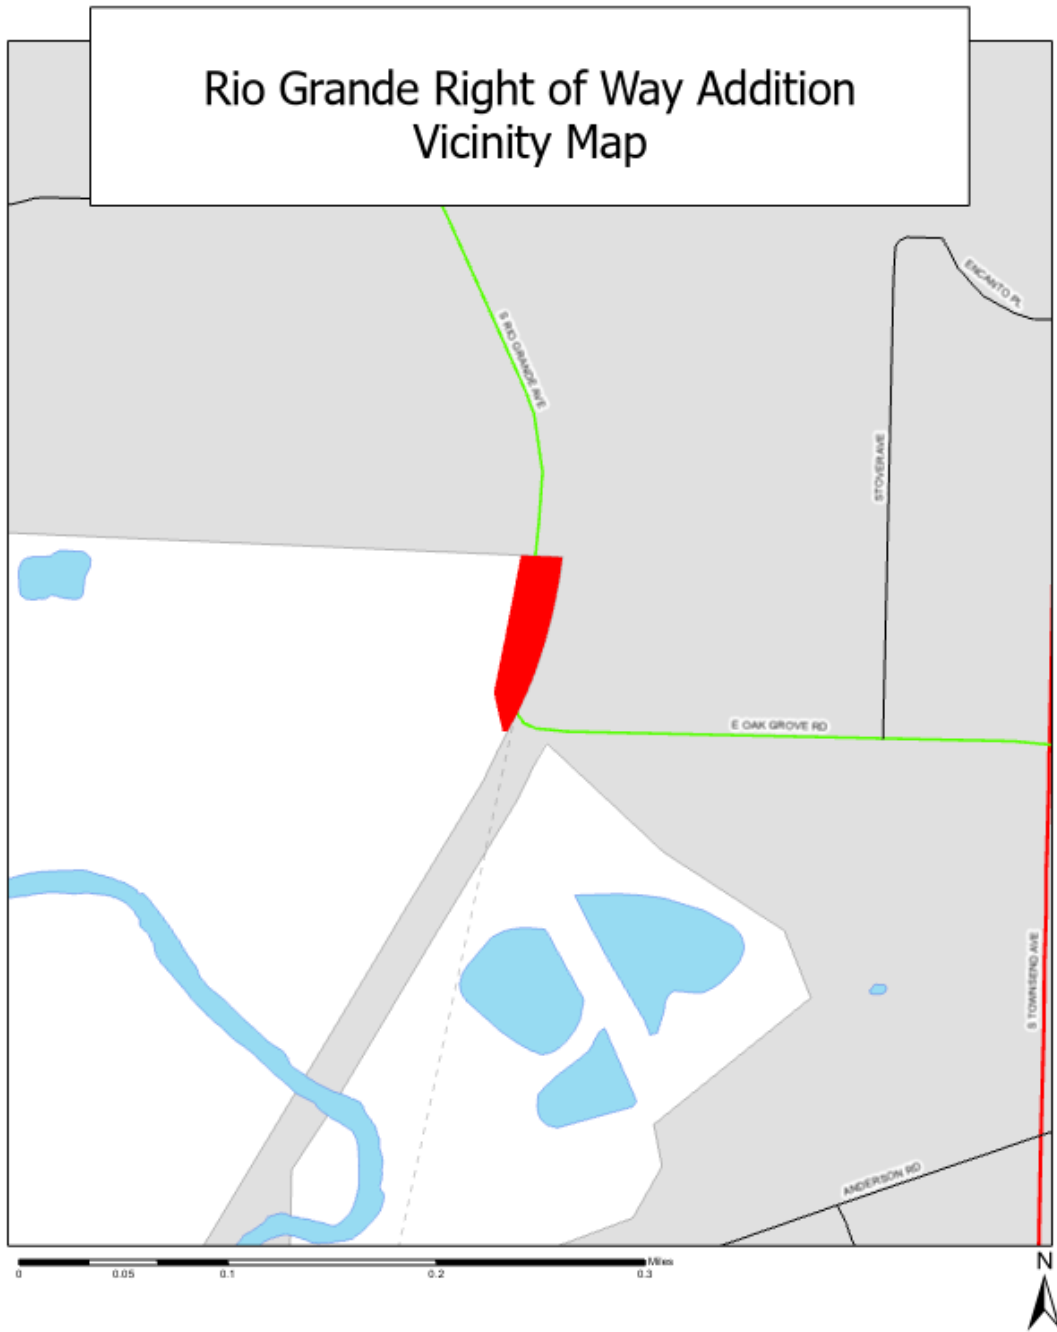 Rio Grande Right of Way Addition
Vicinity Map
ENCANTO PL
S RIO GRANDE AVE
STOVER AVE
E OAK GROVE RD
S TOWNSEND AVE
ANDERSON RD
0 0.05 0.1 0.2 0.3 Miles
N